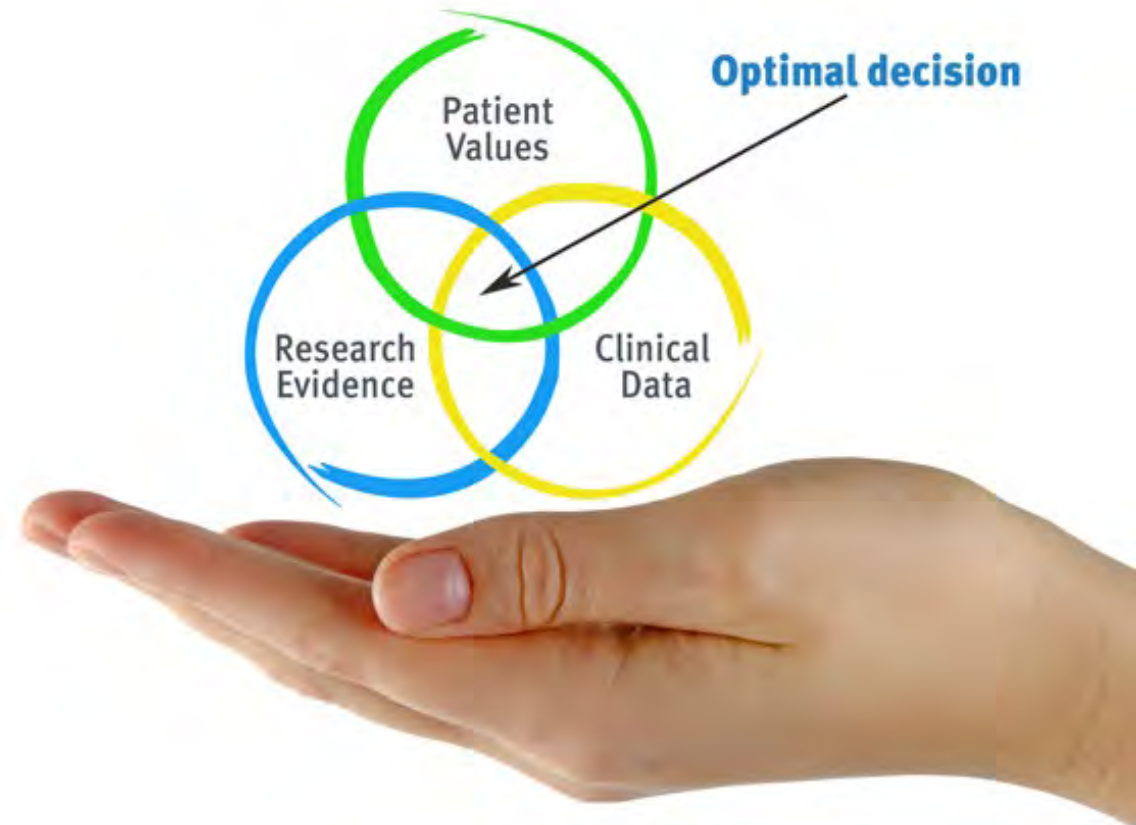 Optimal decision
Patient
Values
Research
Evidence
Clinical
Data